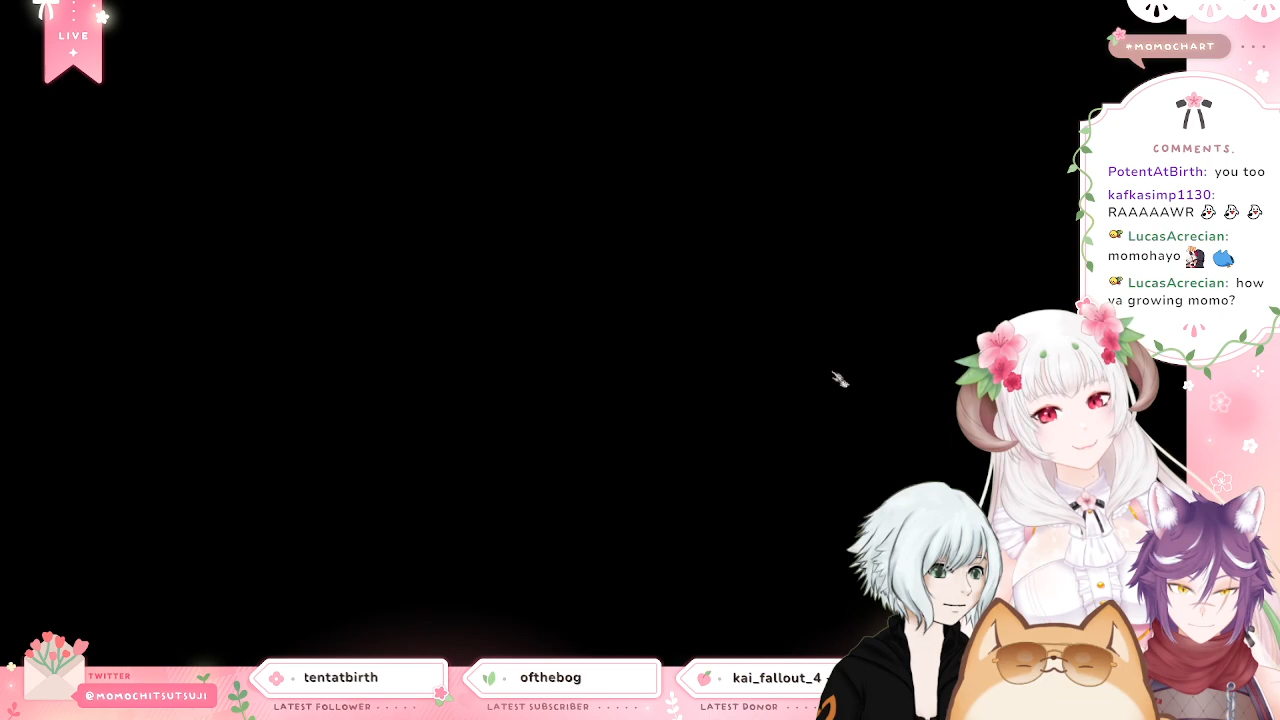 LIVE
#MOMOCHART
COMMENTS.
PotentAtBirth: you too
kafkasimp1130:
RAAAAAWR
LucasAcrecian:
momohayo
LucasAcrecian: how
ya growing momo?
TWITTER
@MOMOCHITSUTSUJI
tentatbirth
LATEST FOLLOWER
ofthebog
LATEST SUBSCRIBER
kai_fallout_4
LATEST DONOR